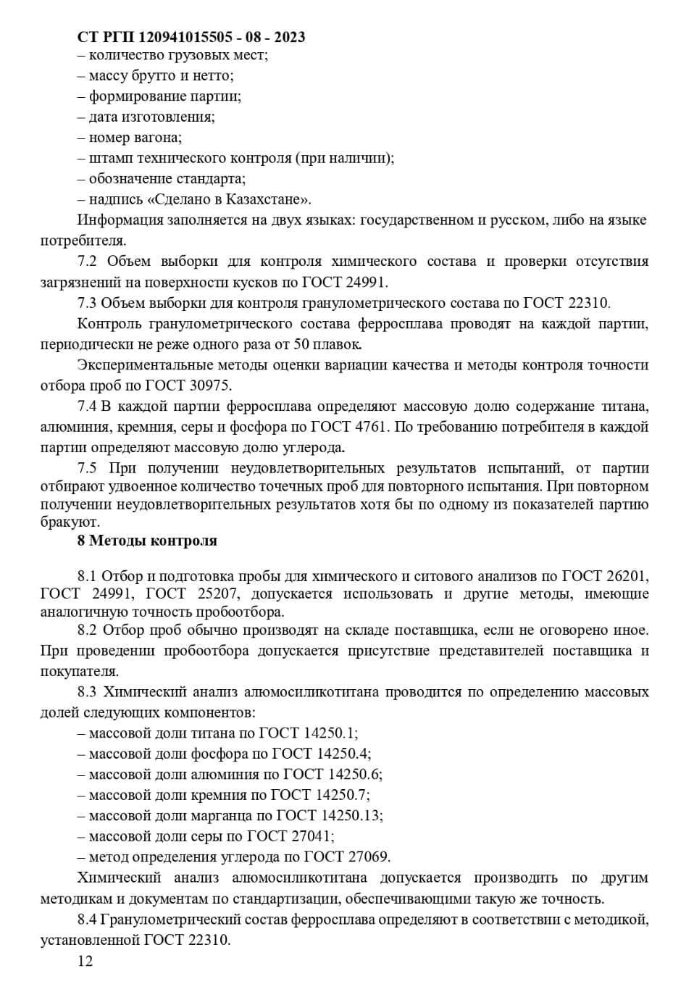 СТ РГП 120941015505 - 08 - 2023
– количество грузовых мест;
– массу брутто и нетто;
– формирование партии;
– дата изготовления;
– номер вагона;
– штамп технического контроля (при наличии);
– обозначение стандарта;
– надпись «Сделано в Казахстане».
Информация заполняется на двух языках: государственном и русском, либо на языке
потребителя.
7.2 Объем выборки для контроля химического состава и проверки отсутствия
загрязнений на поверхности кусков по ГОСТ 24991.
7.3 Объем выборки для контроля гранулометрического состава по ГОСТ 22310.
Контроль гранулометрического состава ферросплава проводят на каждой партии,
периодически не реже одного раза от 50 плавок.
Экспериментальные методы оценки вариации качества и методы контроля точности
отбора проб по ГОСТ 30975.
7.4 В каждой партии ферросплава определяют массовую долю содержание титана,
алюминия, кремния, серы и фосфора по ГОСТ 4761. По требованию потребителя в каждой
партии определяют массовую долю углерода.
7.5 При получении неудовлетворительных результатов испытаний, от партии
отбирают удвоенное количество точечных проб для повторного испытания. При повторном
получении неудовлетворительных результатов хотя бы по одному из показателей партию
бракуют.
8 Методы контроля
8.1 Отбор и подготовка пробы для химического и ситового анализов по ГОСТ 26201,
ГОСТ 24991, ГОСТ 25207, допускается использовать и другие методы, имеющие
аналогичную точность пробоотбора.
8.2 Отбор проб обычно производят на складе поставщика, если не оговорено иное.
При проведении пробоотбора допускается присутствие представителей поставщика и
покупателя.
8.3 Химический анализ алюмосиликотитана проводится по определению массовых
долей следующих компонентов:
– массовой доли титана по ГОСТ 14250.1;
– массовой доли фосфора по ГОСТ 14250.4;
– массовой доли алюминия по ГОСТ 14250.6;
– массовой доли кремния по ГОСТ 14250.7;
– массовой доли марганца по ГОСТ 14250.13;
– массовой доли серы по ГОСТ 27041;
– метод определения углерода по ГОСТ 27069.
Химический анализ алюмосиликотитана допускается производить по другим
методикам и документам по стандартизации, обеспечивающими такую же точность.
8.4 Гранулометрический состав ферросплава определяют в соответствии с методикой,
установленной ГОСТ 22310.
12